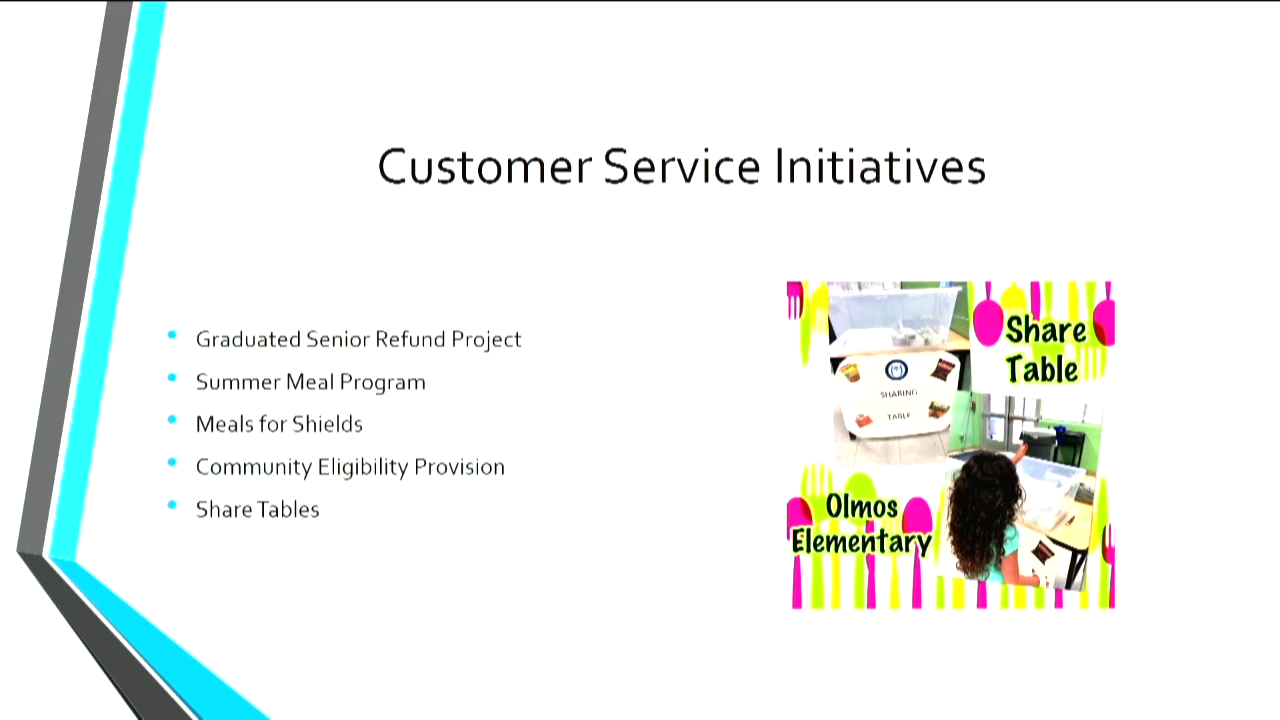 Customer Service Initiatives
Graduated Senior Refund Project
Summer Meal Program
Meals for Shields
Community Eligibility Provision
Share Tables
Share
Table
SHARING
TABLE
Olmos
Elementary